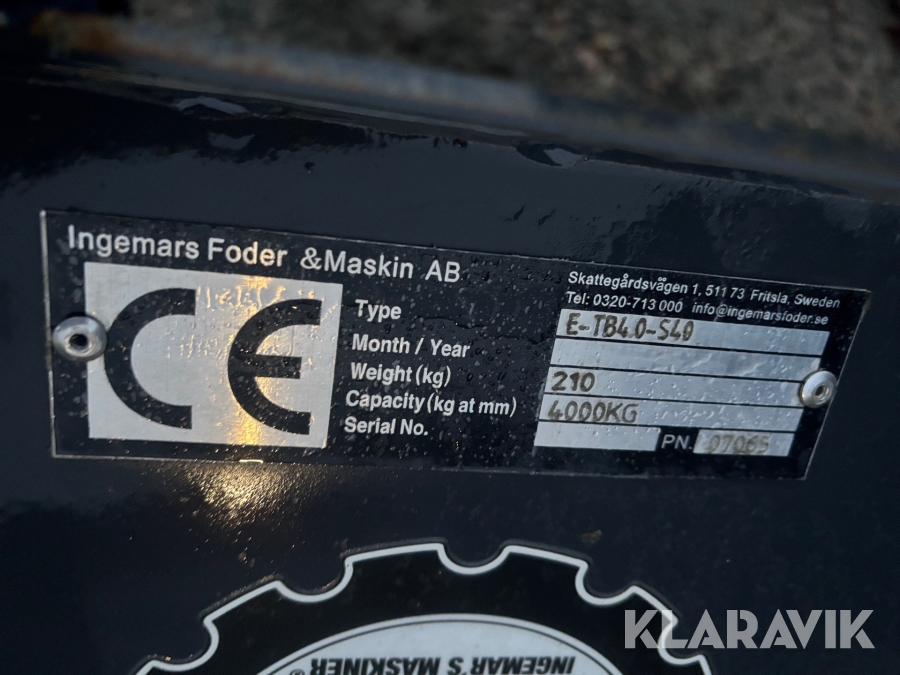 Ingemars Foder & Maskin AB
Skattegårdsvägen 1, 511 73 Fritsla, Sweden
Tel: 0320-713 000 info@ingemarsfoder.se
CE
Type E-TB4.0-S40
Month / Year
Weight (kg) 210
Capacity (kg at mm) 4000KG
Serial No. PN. 07065
INGEMAR'S MASKINER ®
KLARAVIK